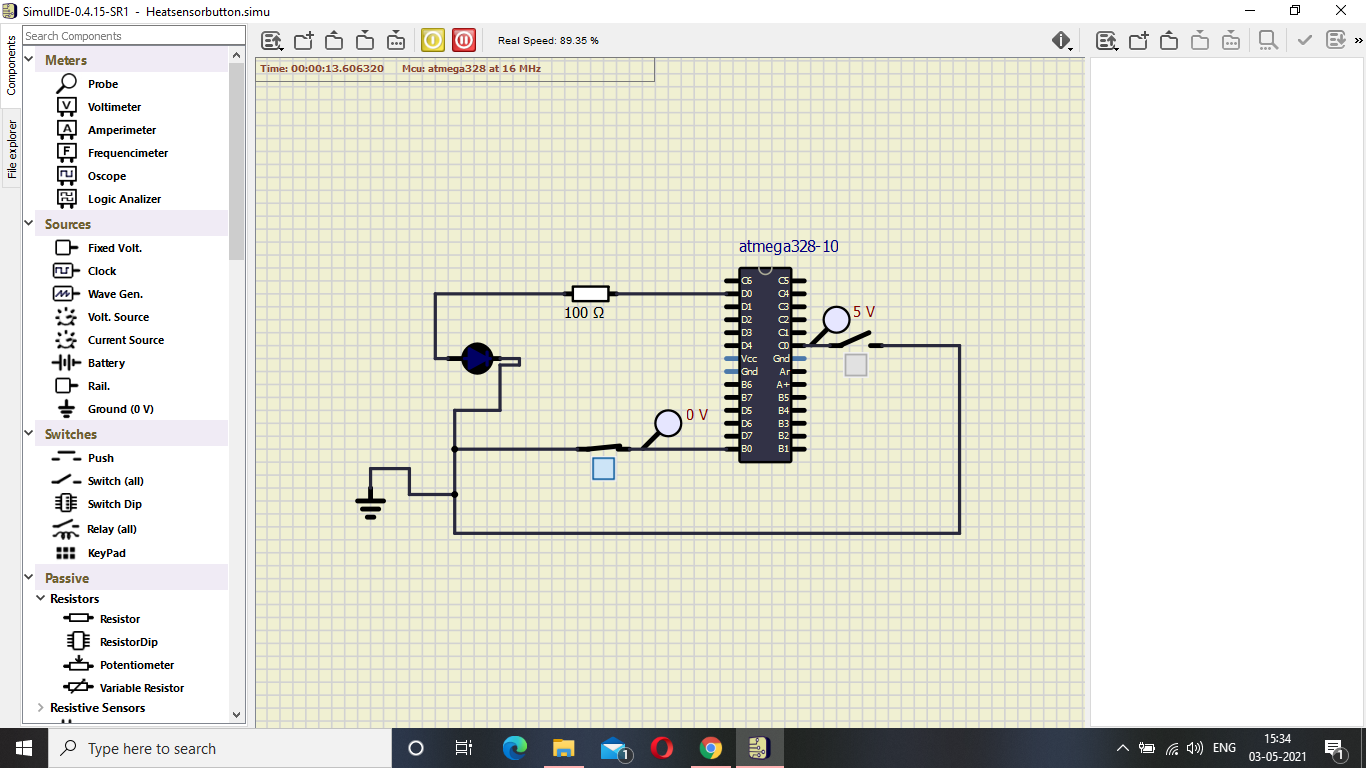 SimulIDE-0.4.15-SR1 - Heatsensorbutton.simu
Components
File explorer
Search Components
Meters
Probe
Voltimeter
Amperimeter
Frequencimeter
Oscope
Logic Analizer
Sources
Fixed Volt.
Clock
Wave Gen.
Volt. Source
Current Source
Battery
Rail.
Ground (0 V)
Switches
Push
Switch (all)
Switch Dip
Relay (all)
KeyPad
Passive
Resistors
Resistor
ResistorDip
Potentiometer
Variable Resistor
Resistive Sensors
Real Speed: 89.35 %
»
Time: 00:00:13.606320 Mcu: atmega328 at 16 MHz
atmega328-10
C6 C5
D0 C4
D1 C3
D2 C2
D3 C1
D4 C0
Vcc Gnd
Gnd Ar
B6 A+
B7 B5
D5 B4
D6 B3
D7 B2
B0 B1
100 Ω
5 V
0 V
V
A
F
Type here to search
1
ENG
15:34
03-05-2021
1